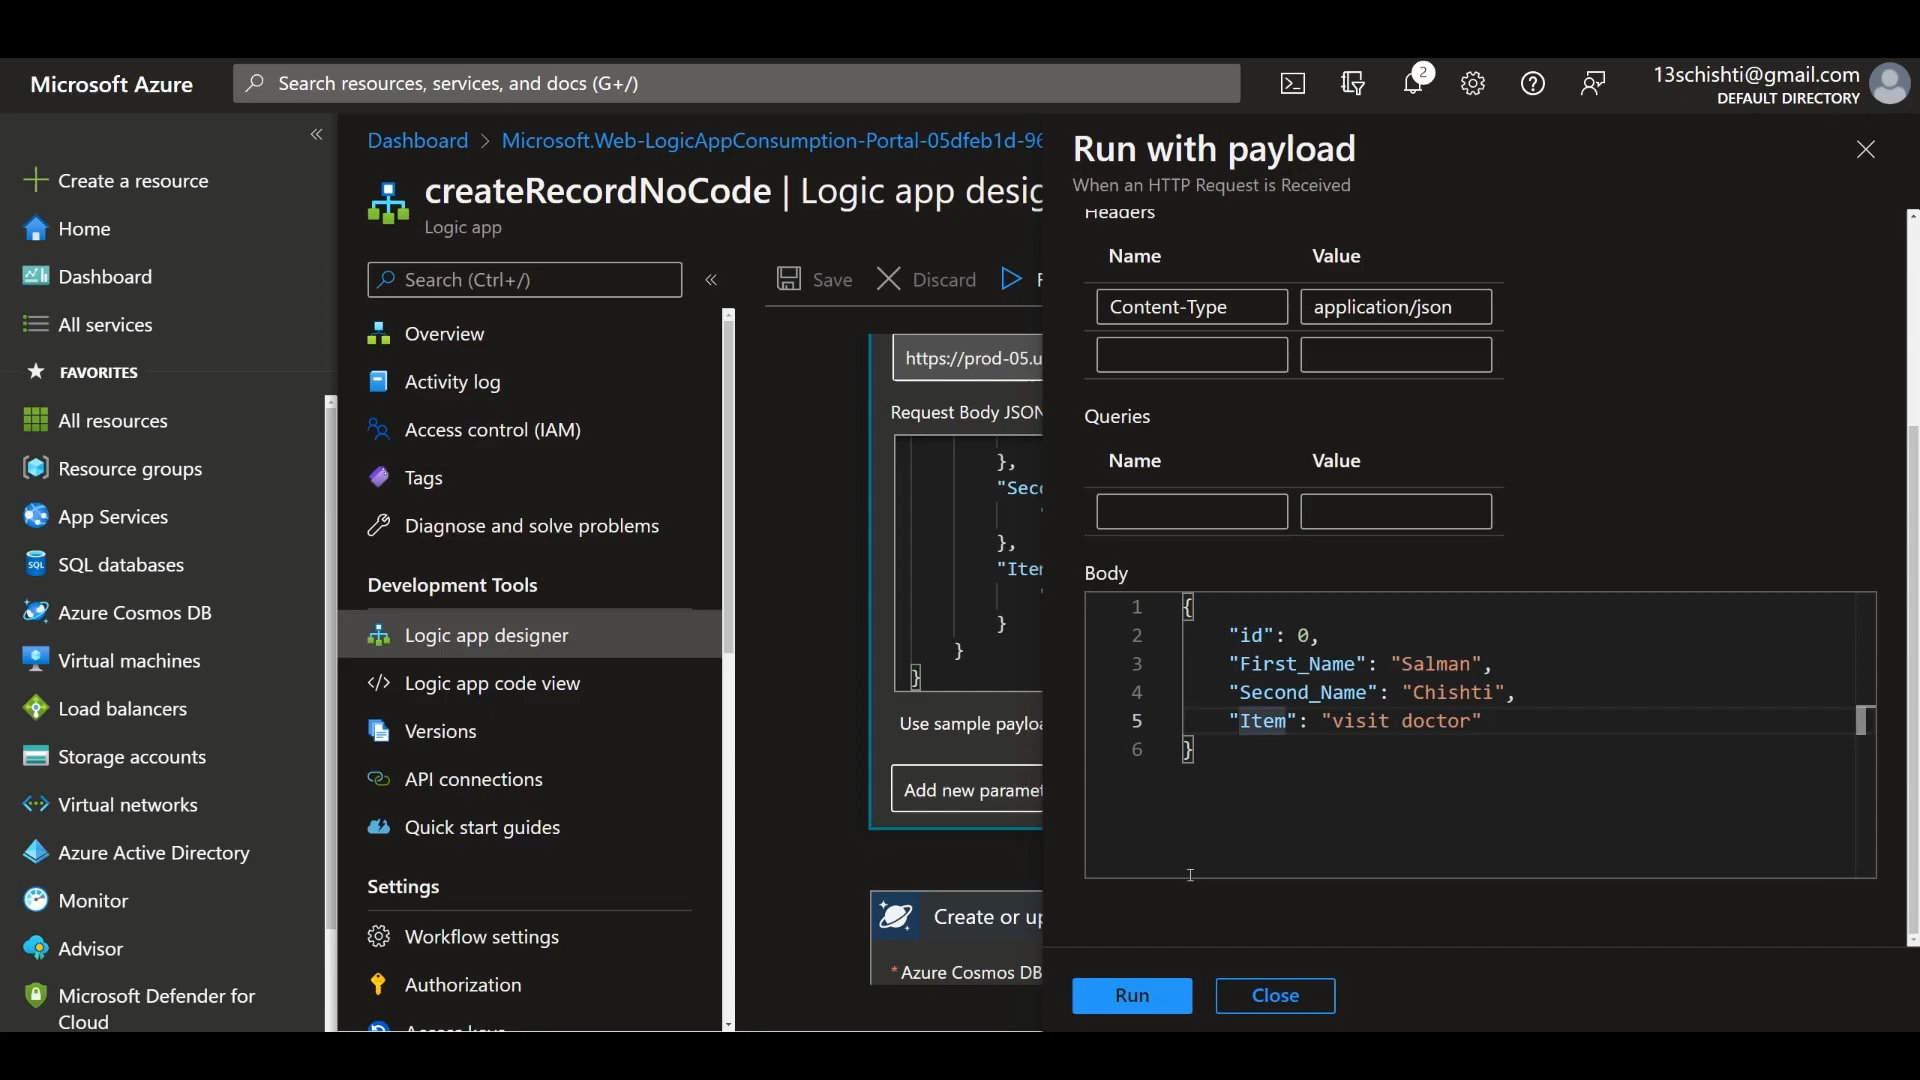 Microsoft Azure
Search resources, services, and docs (G+/)
2
13schishti@gmail.com
DEFAULT DIRECTORY
«
Create a resource
Home
Dashboard
All services
FAVORITES
All resources
Resource groups
App Services
SQL databases
Azure Cosmos DB
Virtual machines
Load balancers
Storage accounts
Virtual networks
Azure Active Directory
Monitor
Advisor
Microsoft Defender for
Cloud
Dashboard > Microsoft.Web-LogicAppConsumption-Portal-05dfeb1d-96
createRecordNoCode | Logic app desig
Logic app
Search (Ctrl+/)
«
Overview
Activity log
Access control (IAM)
Tags
Diagnose and solve problems
Development Tools
Logic app designer
Logic app code view
Versions
API connections
Quick start guides
Settings
Workflow settings
Authorization
Access keys
Save
Discard
https://prod-05.u
Request Body JSON
},
"Seco
},
"Item
}
}
}
Use sample payloa
Add new paramet
Create or up
* Azure Cosmos DB
Run with payload
When an HTTP Request is Received
Headers
Name Value
Content-Type application/json
Queries
Name Value
Body
1 {
2 "id": 0,
3 "First_Name": "Salman",
4 "Second_Name": "Chishti",
5 "Item": "visit doctor"
6 }
Run
Close